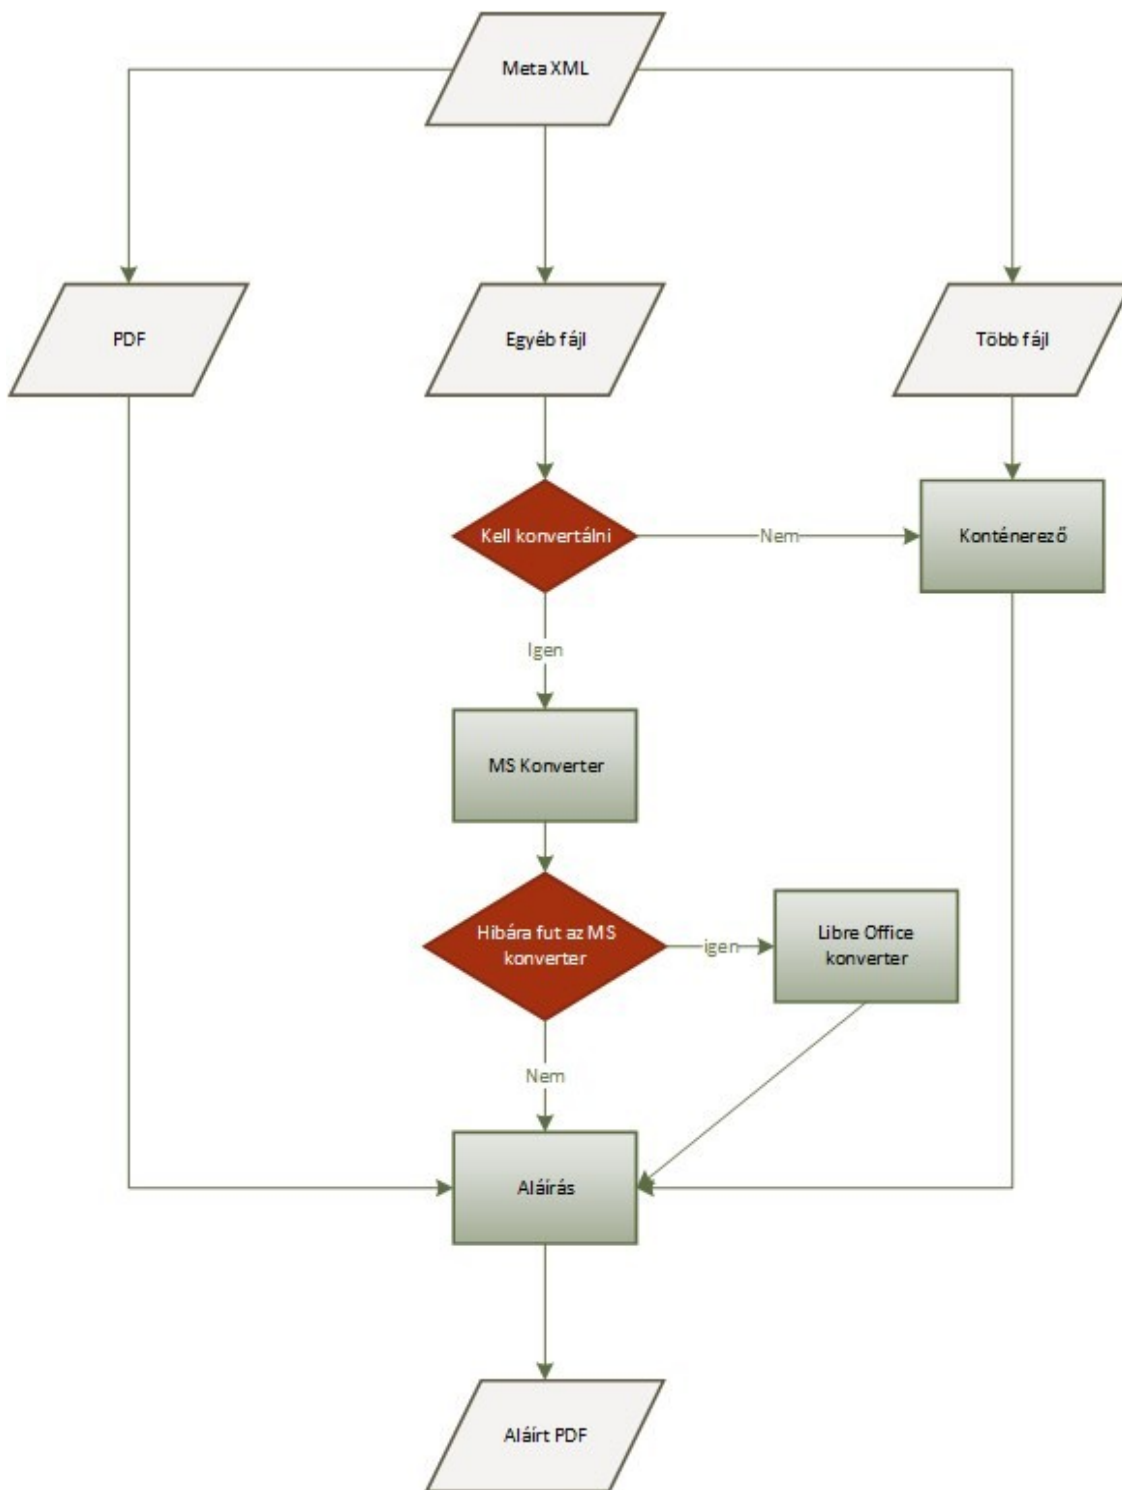 Meta XML
PDF
Egyéb fájl
Több fájl
Kell konvertálni
Nem
Konténerező
Igen
MS Konverter
Hibára fut az MS
konverter
igen
Libre Office
konverter
Nem
Aláírás
Aláírt PDF